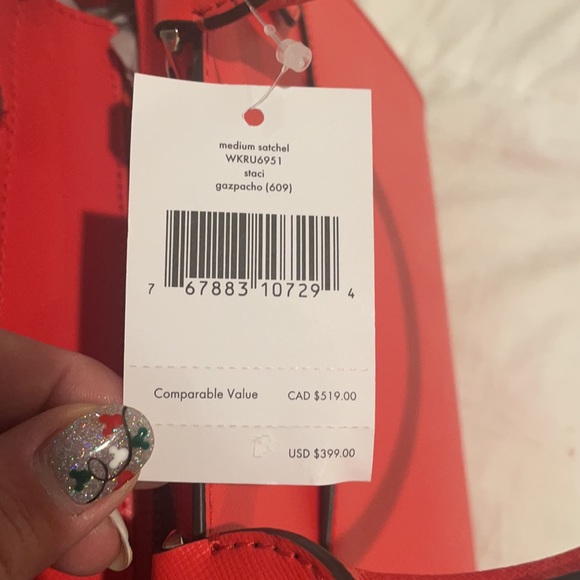 medium satchel
WKRU6951
staci
gazpacho (609)
7 67883 10729 4
Comparable Value CAD $519.00
USD $399.00